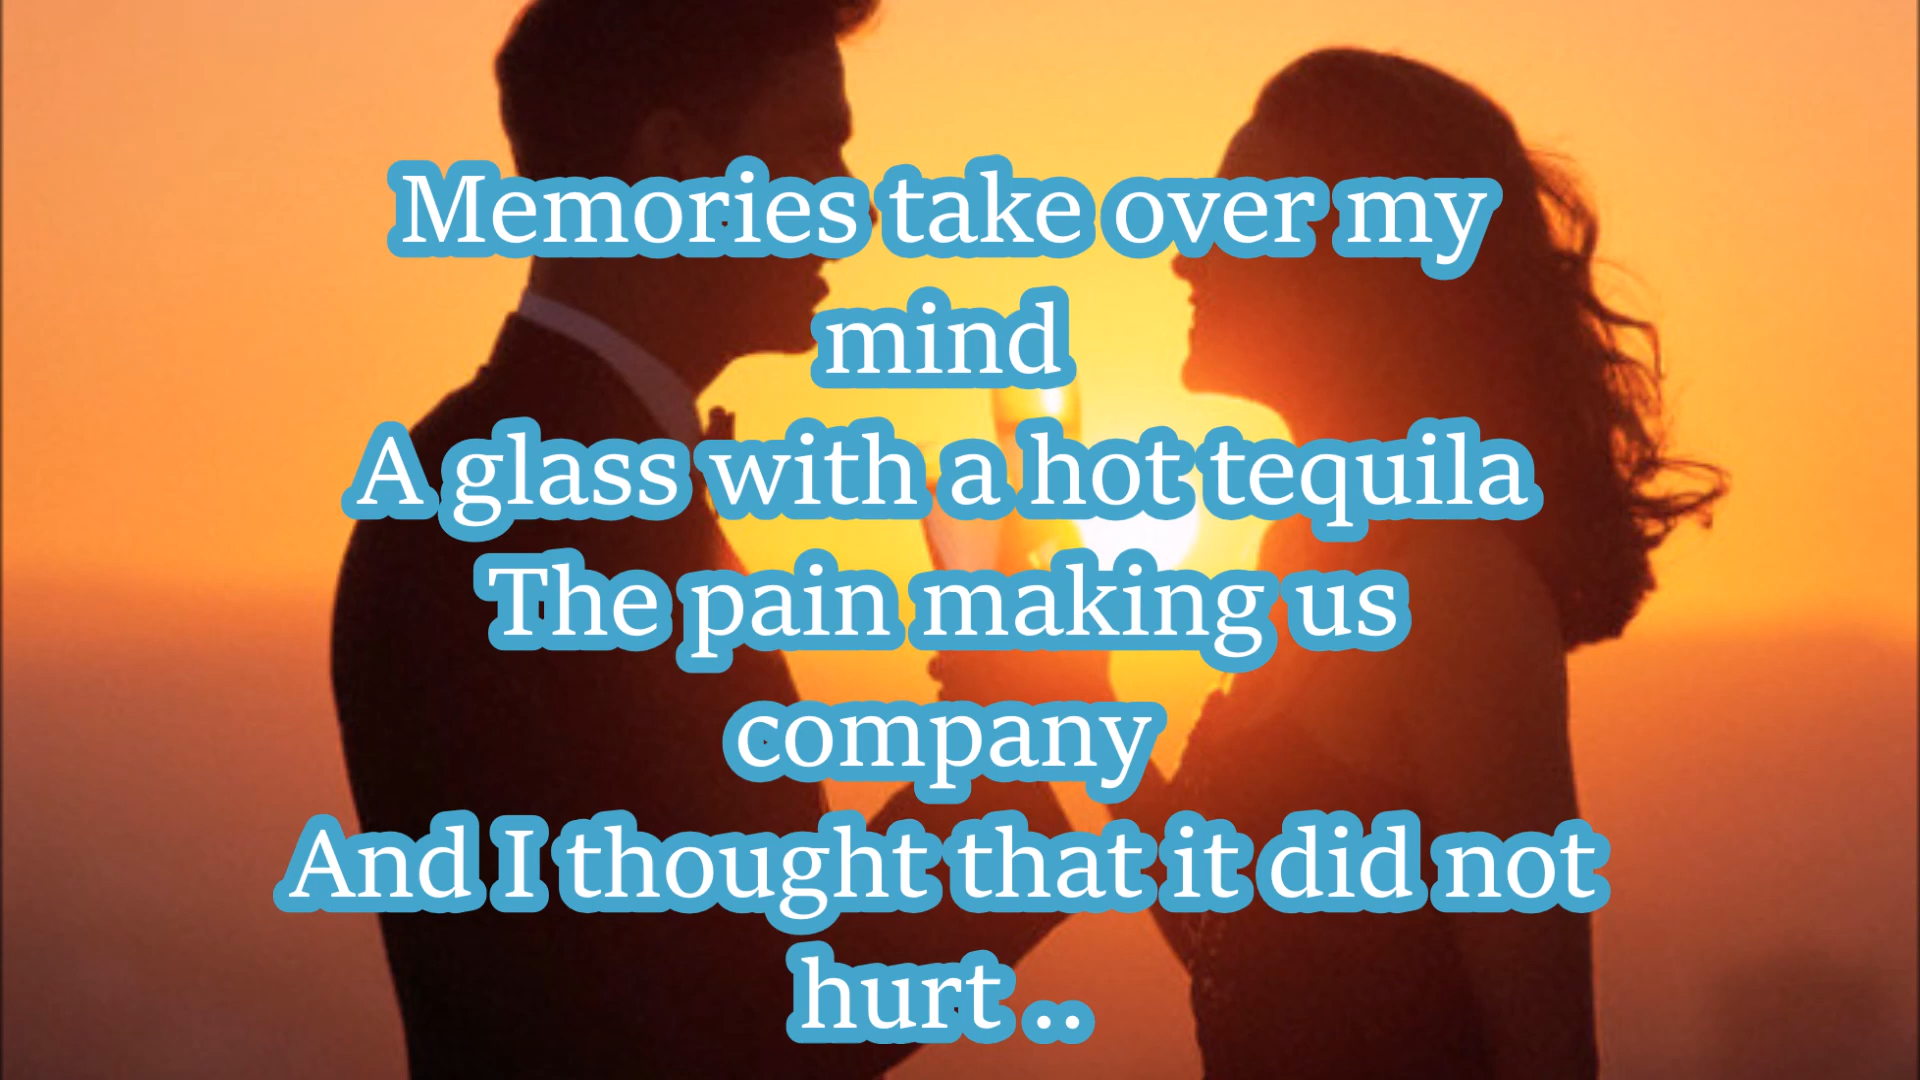 Memories take over my
mind
A glass with a hot tequila
The pain making us
company
And I thought that it did not
hurt ..